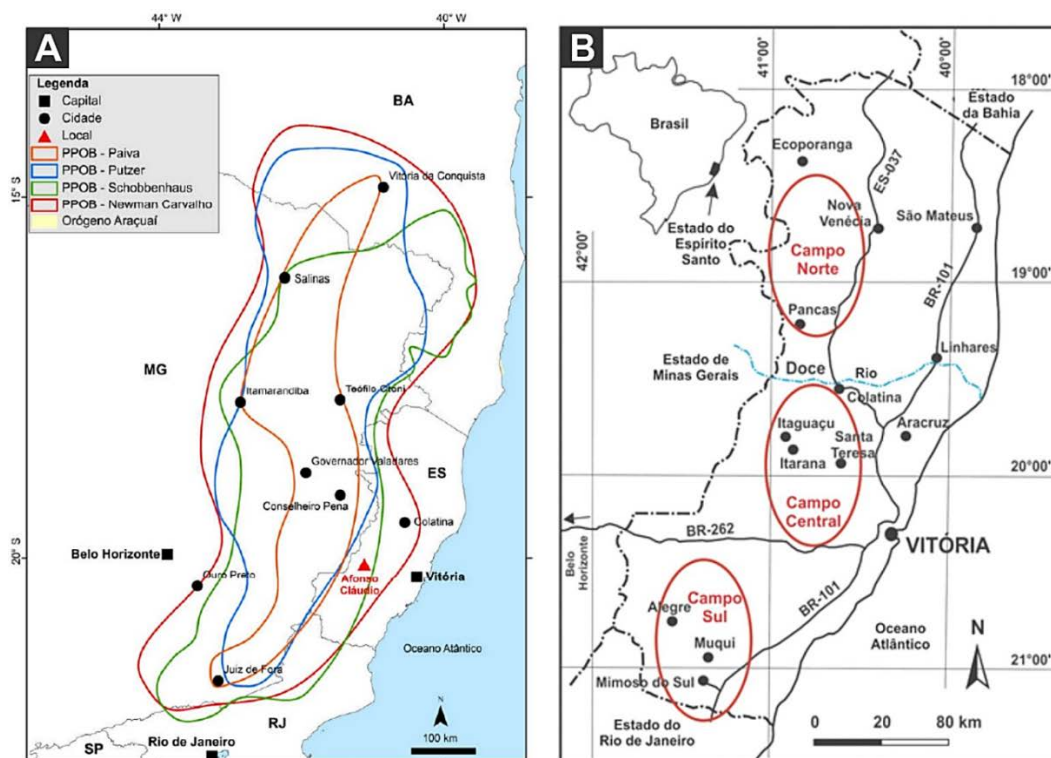 A
44° W
40° W
Legenda
Capital
Cidade
Local
PPOB - Paiva
PPOB - Putzer
PPOB - Schobbenhaus
PPOB - Newman Carvalho
Orógeno Araçuaí
BA
15° S
Vitória da Conquista
Salinas
MG
Itamarandiba
Teófilo Otoni
Governador Valadares
ES
Conselheiro Pena
Colatina
20° S
Belo Horizonte
Ouro Preto
Afonso
Cláudio
Vitória
Oceano Atântico
Juiz de Fora
N
100 km
RJ
SP
Rio de Janeiro
B
41°00'
40°00'
18°00'
Estado
da Bahia
Brasil
Ecoporanga
ES-037
Nova
Venécia
São Mateus
Estado do
Espírito
Santo
Campo
Norte
42°00'
BR-101
19°00'
Pancas
Linhares
Estado de
Minas Gerais
Doce
Rio
Colatina
Itaguaçu
Santa
Teresa
Aracruz
Itarana
20°00'
Campo
Central
BR-262
VITÓRIA
Belo
Horizonte
BR-101
Alegre
Campo
Sul
Oceano
Atlântico
N
Muqui
21°00'
Mimoso do Sul
Estado do
Rio de Janeiro
0 20 80 km